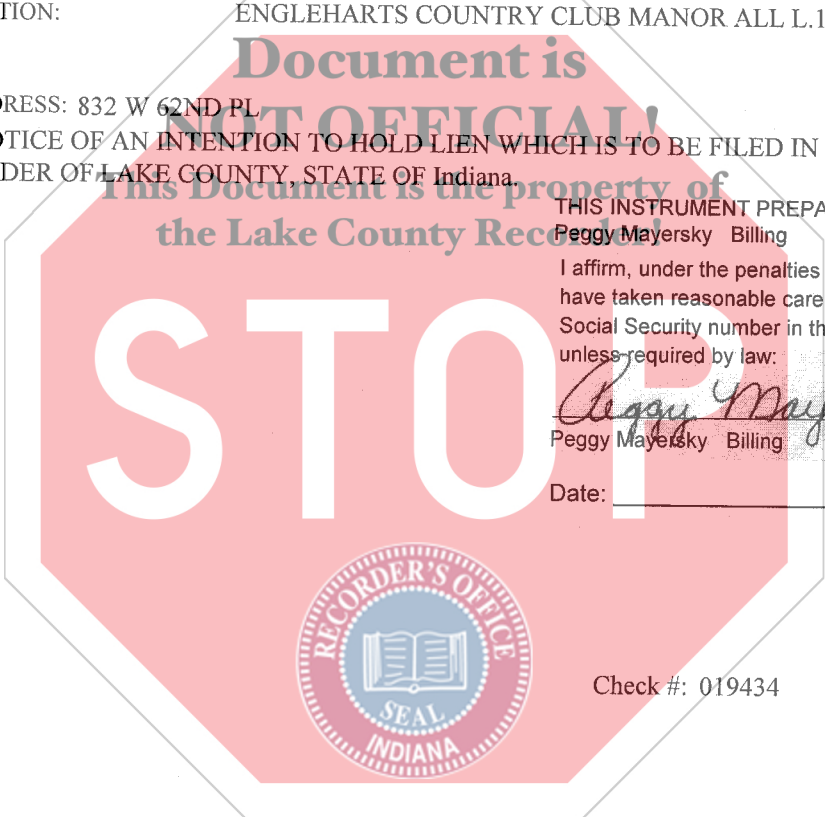 TION: ENGLEHARTS COUNTRY CLUB MANOR ALL L.1
Document is
RESS: 832 W 62ND PL
NOT OFFICIAL!
TICE OF AN INTENTION TO HOLD LIEN WHICH IS TO BE FILED IN
DER OF LAKE COUNTY, STATE OF Indiana.
This Document is the property of
the Lake County Recorder!
THIS INSTRUMENT PREPA
Peggy Mayersky Billing
I affirm, under the penalties
have taken reasonable care
Social Security number in th
unless required by law:
Peggy May
Peggy Mayersky Billing
Date:
STOP
RECORDER'S OFFICE
SEAL
INDIANA
Check #: 019434